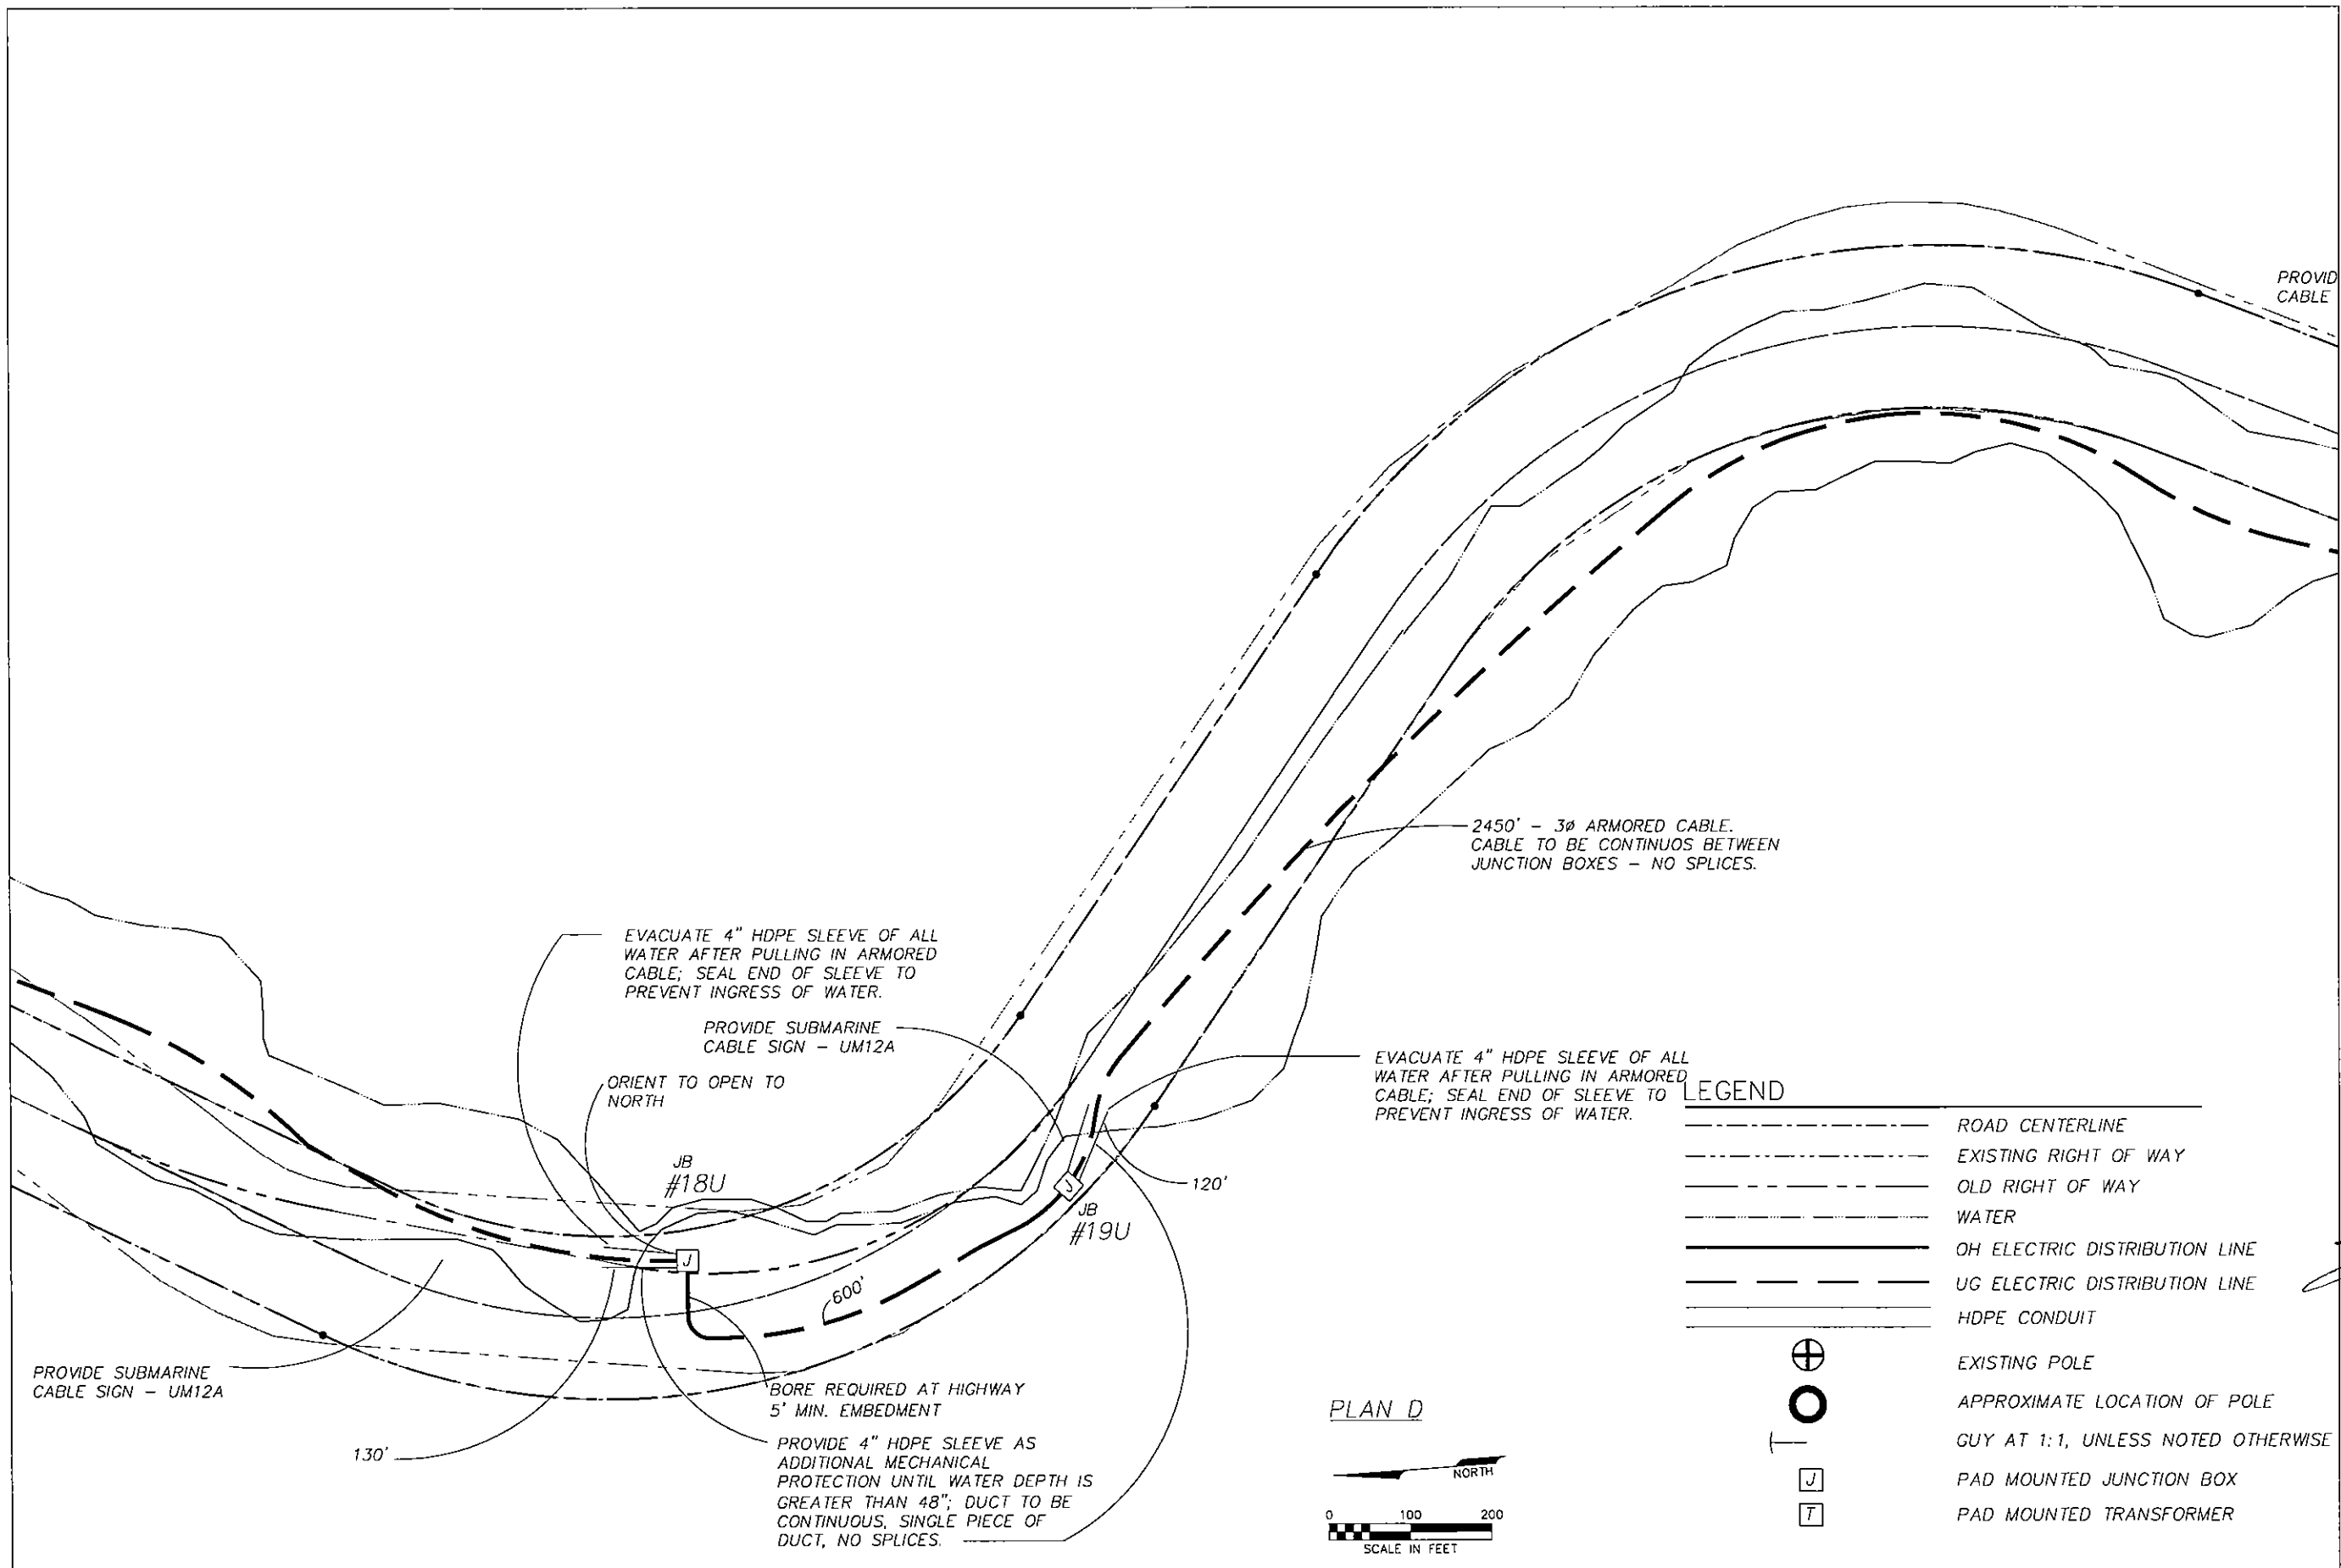 PROVID
CABLE
2450' - 3ø ARMORED CABLE.
CABLE TO BE CONTINUOS BETWEEN
JUNCTION BOXES - NO SPLICES.
EVACUATE 4" HDPE SLEEVE OF ALL
WATER AFTER PULLING IN ARMORED
CABLE; SEAL END OF SLEEVE TO
PREVENT INGRESS OF WATER.
PROVIDE SUBMARINE
CABLE SIGN - UM12A
ORIENT TO OPEN TO
NORTH
EVACUATE 4" HDPE SLEEVE OF ALL
WATER AFTER PULLING IN ARMORED
CABLE; SEAL END OF SLEEVE TO
PREVENT INGRESS OF WATER.
JB
#18U
J
120'
J
JB
#19U
600'
PROVIDE SUBMARINE
CABLE SIGN - UM12A
130'
BORE REQUIRED AT HIGHWAY
5' MIN. EMBEDMENT
PROVIDE 4" HDPE SLEEVE AS
ADDITIONAL MECHANICAL
PROTECTION UNTIL WATER DEPTH IS
GREATER THAN 48"; DUCT TO BE
CONTINUOUS, SINGLE PIECE OF
DUCT, NO SPLICES.
PLAN D
NORTH
0 100 200
SCALE IN FEET
LEGEND
ROAD CENTERLINE
EXISTING RIGHT OF WAY
OLD RIGHT OF WAY
WATER
OH ELECTRIC DISTRIBUTION LINE
UG ELECTRIC DISTRIBUTION LINE
HDPE CONDUIT
EXISTING POLE
APPROXIMATE LOCATION OF POLE
GUY AT 1:1, UNLESS NOTED OTHERWISE
J PAD MOUNTED JUNCTION BOX
T PAD MOUNTED TRANSFORMER